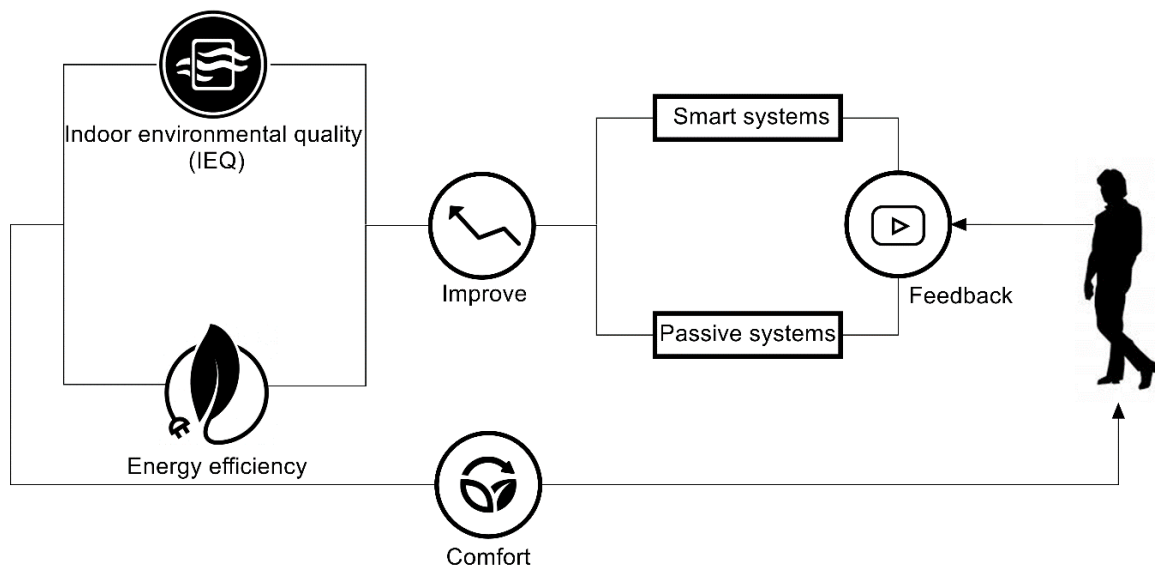 Indoor environmental quality
(IEQ)
Smart systems
Improve
Feedback
Passive systems
Energy efficiency
Comfort